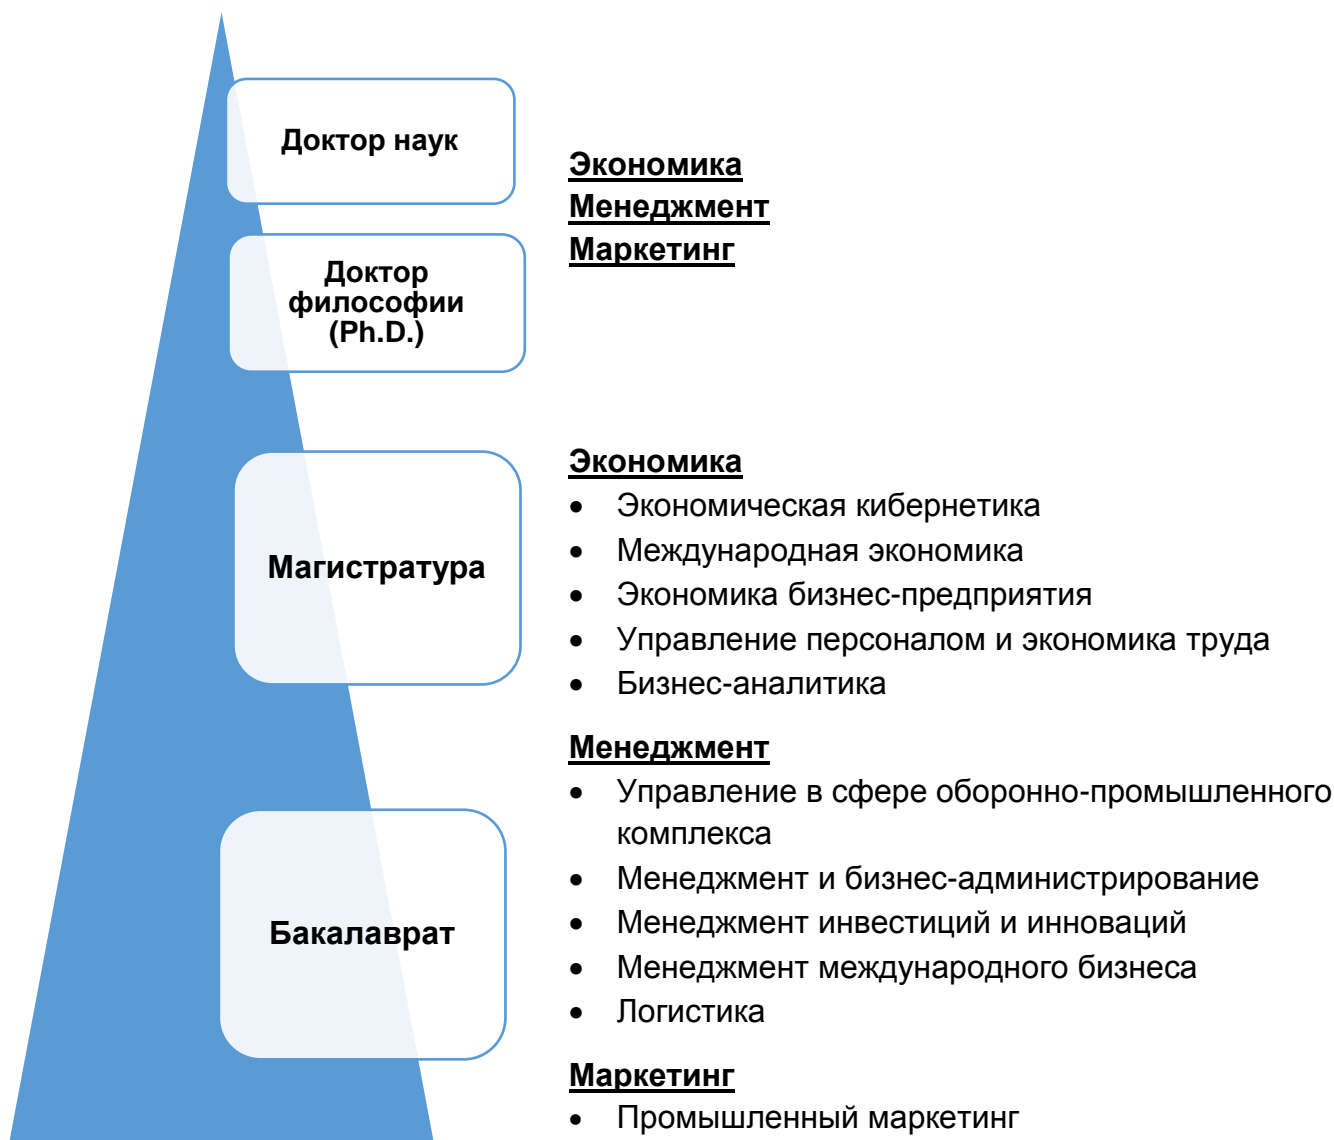 Доктор наук
Экономика
Менеджмент
Маркетинг
Доктор
философии
(Ph.D.)
Магистратура
Экономика
• Экономическая кибернетика
• Международная экономика
• Экономика бизнес-предприятия
• Управление персоналом и экономика труда
• Бизнес-аналитика
Менеджмент
• Управление в сфере оборонно-промышленного
комплекса
• Менеджмент и бизнес-администрирование
• Менеджмент инвестиций и инноваций
• Менеджмент международного бизнеса
• Логистика
Бакалаврат
Маркетинг
• Промышленный маркетинг